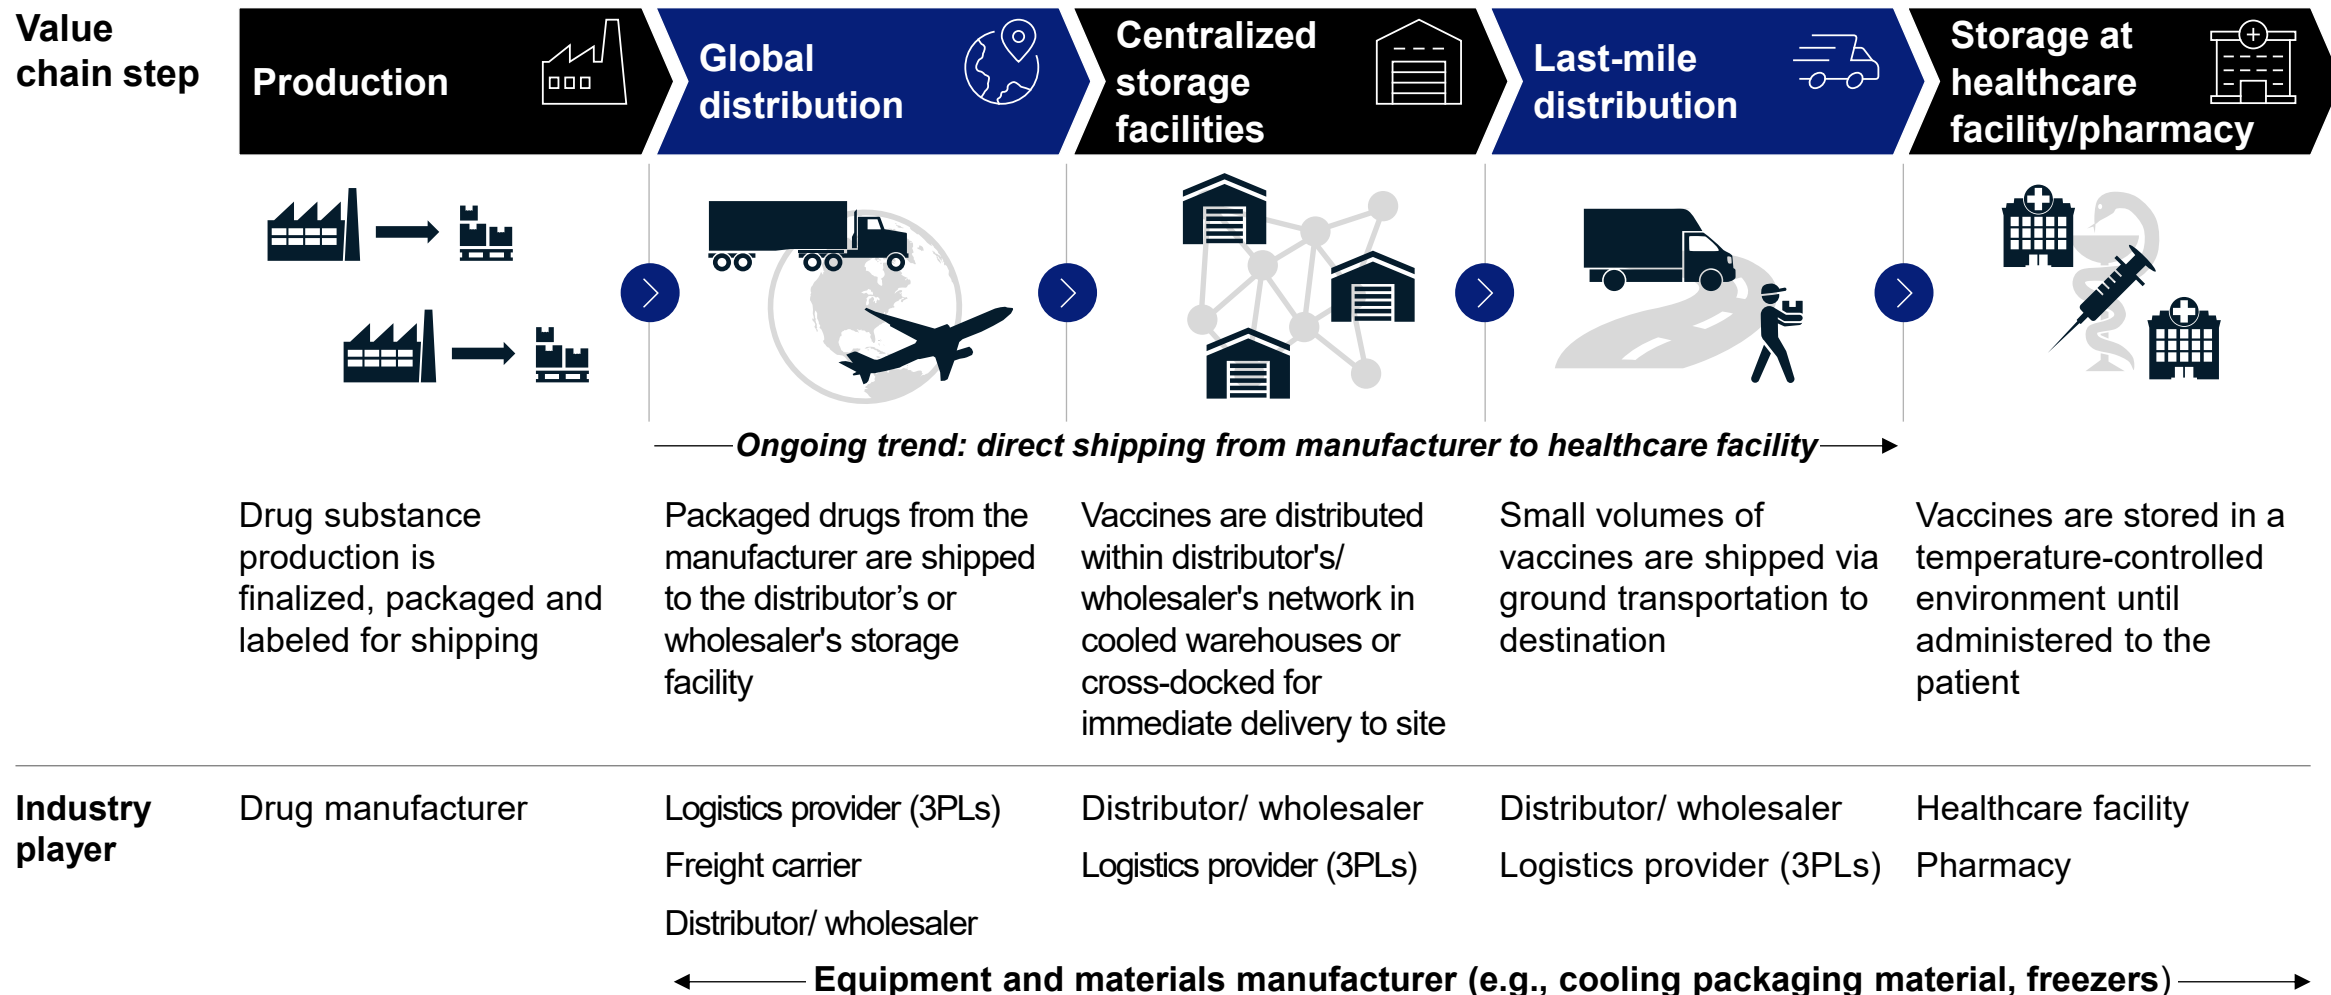 Value
chain step
Production
Global
distribution
Centralized
storage
facilities
Last-mile
distribution
Storage at
healthcare
facility/pharmacy
Ongoing trend: direct shipping from manufacturer to healthcare facility
Drug substance
production is
finalized, packaged and
labeled for shipping
Packaged drugs from the
manufacturer are shipped
to the distributor’s or
wholesaler's storage
facility
Vaccines are distributed
within distributor's/
wholesaler's network in
cooled warehouses or
cross-docked for
immediate delivery to site
Small volumes of
vaccines are shipped via
ground transportation to
destination
Vaccines are stored in a
temperature-controlled
environment until
administered to the
patient
Industry
player
Drug manufacturer
Logistics provider (3PLs)
Freight carrier
Distributor/ wholesaler
Distributor/ wholesaler
Logistics provider (3PLs)
Distributor/ wholesaler
Logistics provider (3PLs)
Healthcare facility
Pharmacy
Equipment and materials manufacturer (e.g., cooling packaging material, freezers)